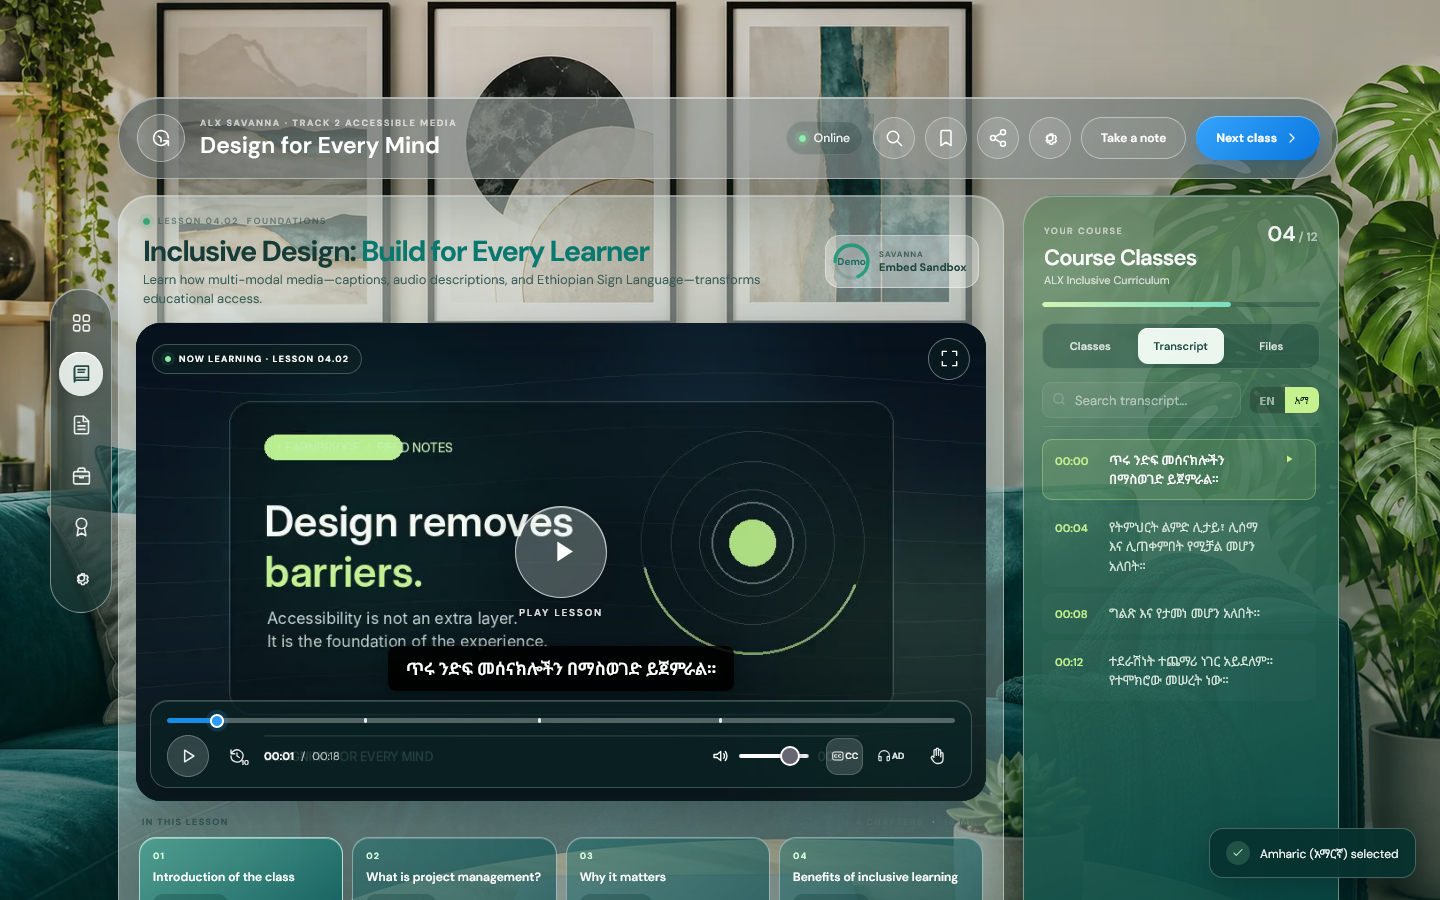 ALX SAVANNA · TRACK 2 ACCESSIBLE MEDIA
Design for Every Mind
Online
Take a note
Next class
LESSON 04.02 FOUNDATIONS
Inclusive Design: Build for Every Learner
Learn how multi-modal media—captions, audio descriptions, and Ethiopian Sign Language—transforms
educational access.
Demo
SAVANNA
Embed Sandbox
NOW LEARNING · LESSON 04.02
NOTES
Design removes
barriers.
PLAY LESSON
Accessibility is not an extra layer.
It is the foundation of the experience.
ጥሩ ንድፍ መሰናክሎችን በማስወገድ ይጀምራል።
10
00:01 / 00:18
FOR EVERY MIND
CC CC
AD
IN THIS LESSON
01
Introduction of the class
02
What is project management?
03
Why it matters
04
Benefits of inclusive learning
YOUR COURSE
04 / 12
Course Classes
ALX Inclusive Curriculum
Classes
Transcript
Files
Search transcript...
EN
አማ
00:00
ጥሩ ንድፍ መሰናክሎችን
በማስወገድ ይጀምራል።
00:04
የትምህርት ልምድ ሊታይ፣ ሊሰማ
እና ሊጠቀምበት የሚቻል መሆን
አለበት።
00:08
ግልጽ እና የታመነ መሆን አለበት።
00:12
ተደራሽነት ተጨማሪ ነገር አይደለም።
የተሞክሮው መሠረት ነው።
Amharic (አማርኛ) selected